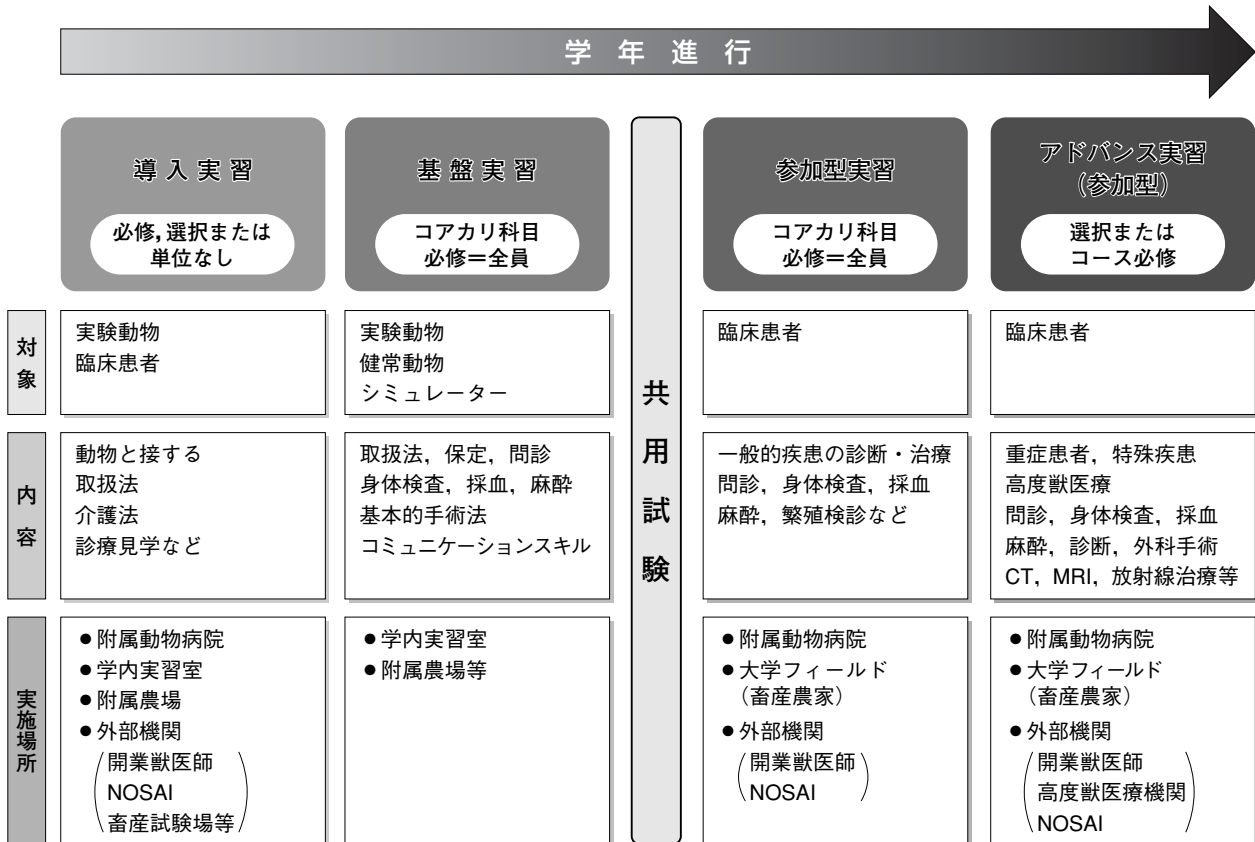 学年進行
導入実習
必修,選択または
単位なし
基盤実習
コアカリ科目
必修＝全員
共用試験
参加型実習
コアカリ科目
必修＝全員
アドバンス実習
（参加型）
選択または
コース必修
対象
実験動物
臨床患者
実験動物
健常動物
シミュレーター
臨床患者
臨床患者
内容
動物と接する
取扱法
介護法
診療見学など
取扱法，保定，問診
身体検査，採血，麻酔
基本的手術法
コミュニケーションスキル
一般的疾患の診断・治療
問診，身体検査，採血
麻酔，繁殖検診など
重症患者，特殊疾患
高度獣医療
問診，身体検査，採血
麻酔，診断，外科手術
CT，MRI，放射線治療等
実施場所
●附属動物病院
●学内実習室
●附属農場
●外部機関
（開業獣医師
NOSAI
畜産試験場等）
●学内実習室
●附属農場等
●附属動物病院
●大学フィールド
（畜産農家）
●外部機関
（開業獣医師
NOSAI）
●附属動物病院
●大学フィールド
（畜産農家）
●外部機関
（開業獣医師
高度獣医療機関
NOSAI）